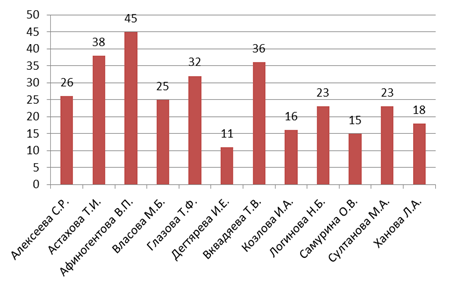 50
45
40
35
30
25
20
15
10
5
0
26
38
45
25
32
11
36
16
23
15
23
18
Алексеева С.Р.
Астахова Т.И.
Афиногентова В.П.
Власова М.Б.
Глазова Т.Ф.
Дегтярева И.Е.
Вквадяева Т.В.
Козлова И.А.
Логинова Н.Б.
Самурина О.В.
Султанова М.А.
Ханова Л.А.